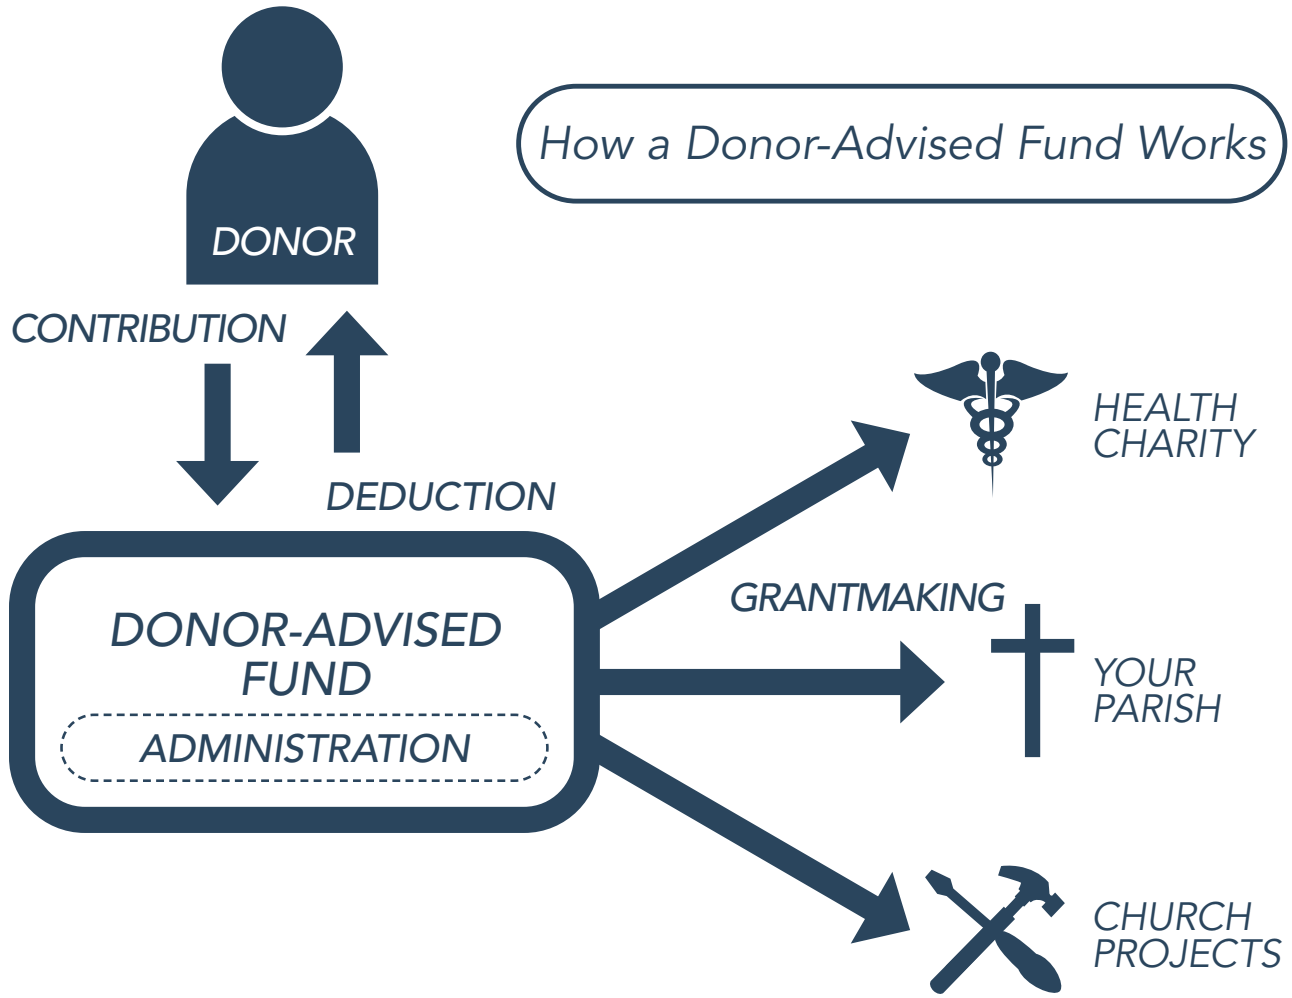 How a Donor-Advised Fund Works
DONOR
CONTRIBUTION
DEDUCTION
DONOR-ADVISED
FUND
ADMINISTRATION
GRANTMAKING
HEALTH
CHARITY
YOUR
PARISH
CHURCH
PROJECTS